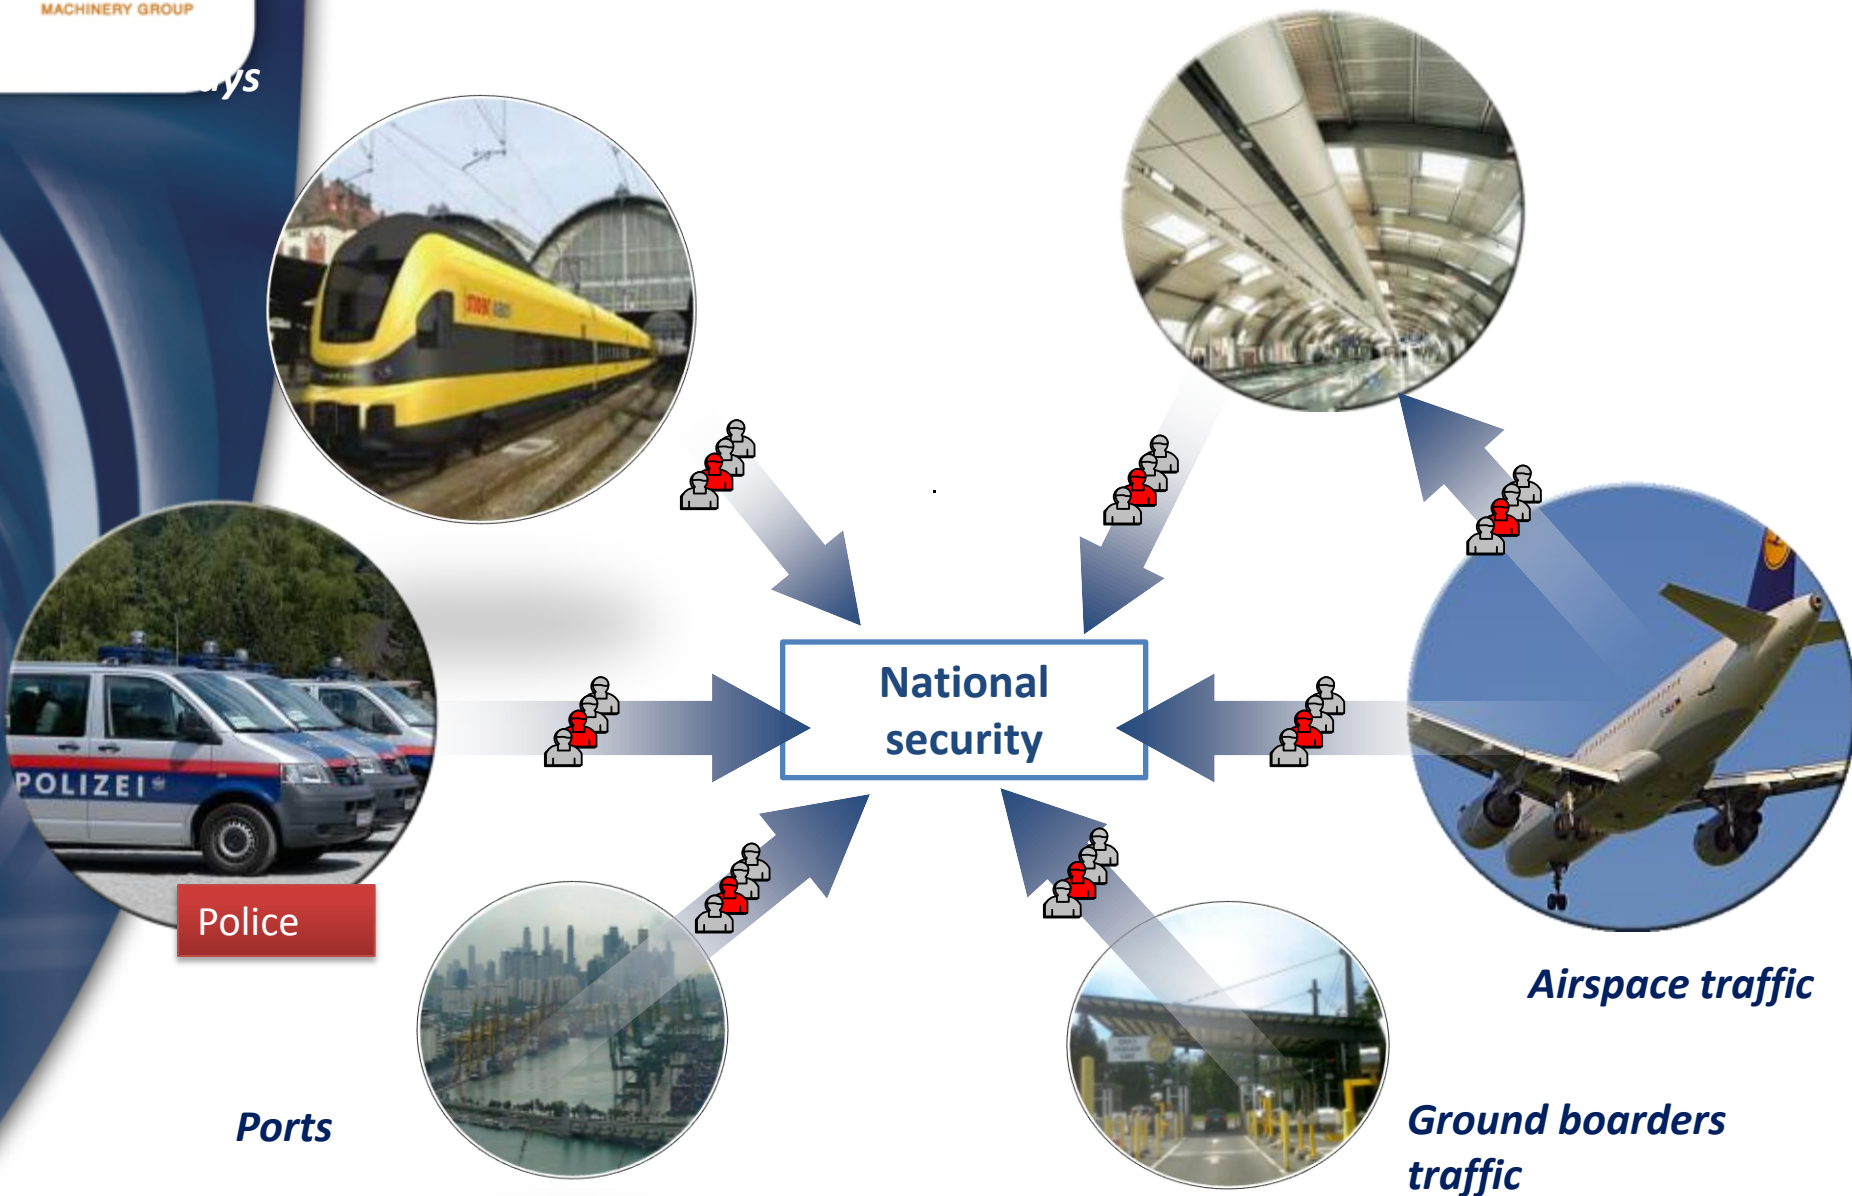 MACHINERY GROUP
National
security
POLIZEI
Police
Airspace traffic
Ports
Ground boarders
traffic